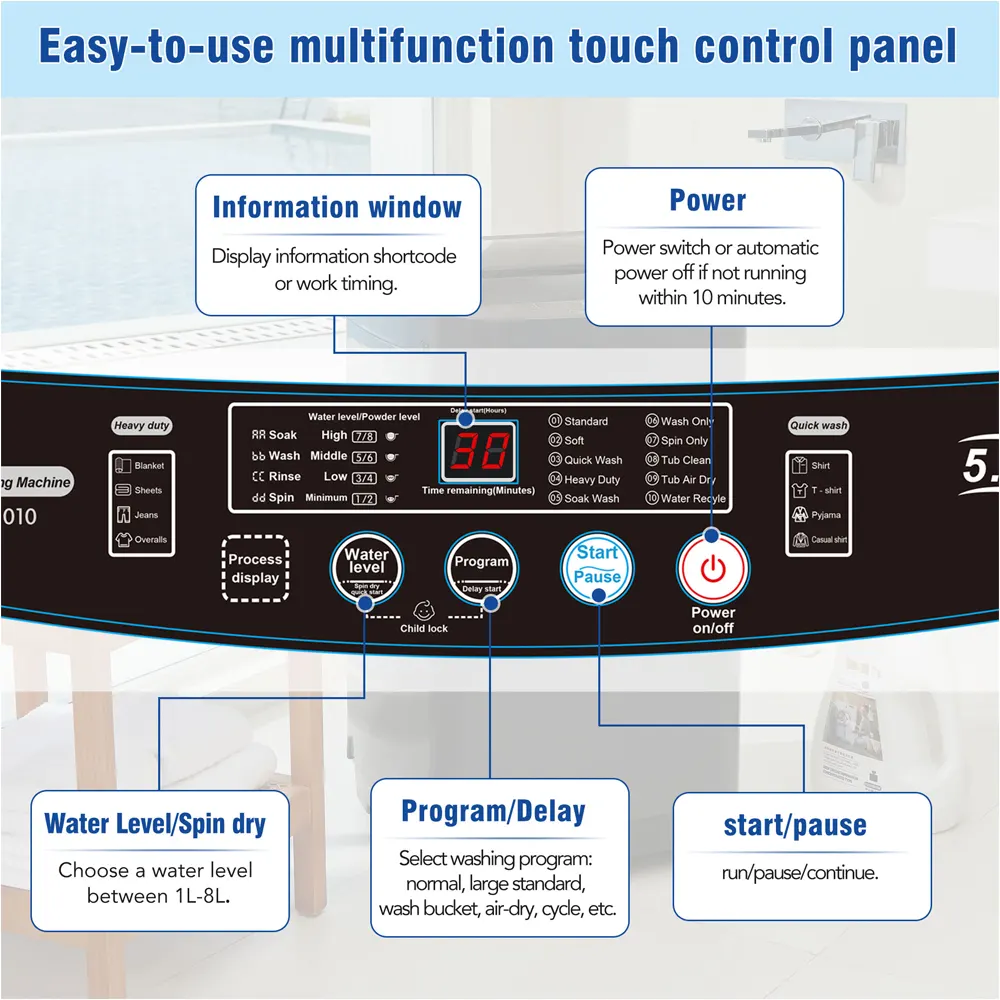 Easy-to-use multifunction touch control panel
Information window
Display information shortcode
or work timing.
Power
Power switch or automatic
power off if not running
within 10 minutes.
Heavy duty
Blanket
Sheets
Jeans
Overalls
ng Machine
010
Water level/Powder level
AA Soak High 7/8
bb Wash Middle 5/6
CC Rinse Low 3/4
dd Spin Minimum 1/2
Delay start(Hours)
30
Time remaining(Minutes)
01 Standard
02 Soft
03 Quick Wash
04 Heavy Duty
05 Soak Wash
06 Wash Only
07 Spin Only
08 Tub Clean
09 Tub Air Dry
10 Water Recyle
Quick wash
Shirt
T - shirt
Pyjama
Casual shirt
5.
Process
display
Water
level
Spin dry
quick start
Program
Delay start
Child lock
Start
Pause
Power
on/off
Water Level/Spin dry
Choose a water level
between 1L-8L.
Program/Delay
Select washing program:
normal, large standard,
wash bucket, air-dry, cycle, etc.
start/pause
run/pause/continue.